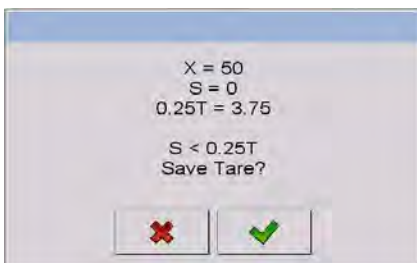 X = 50
S = 0
0.25T = 3.75
S < 0.25T
Save Tare?